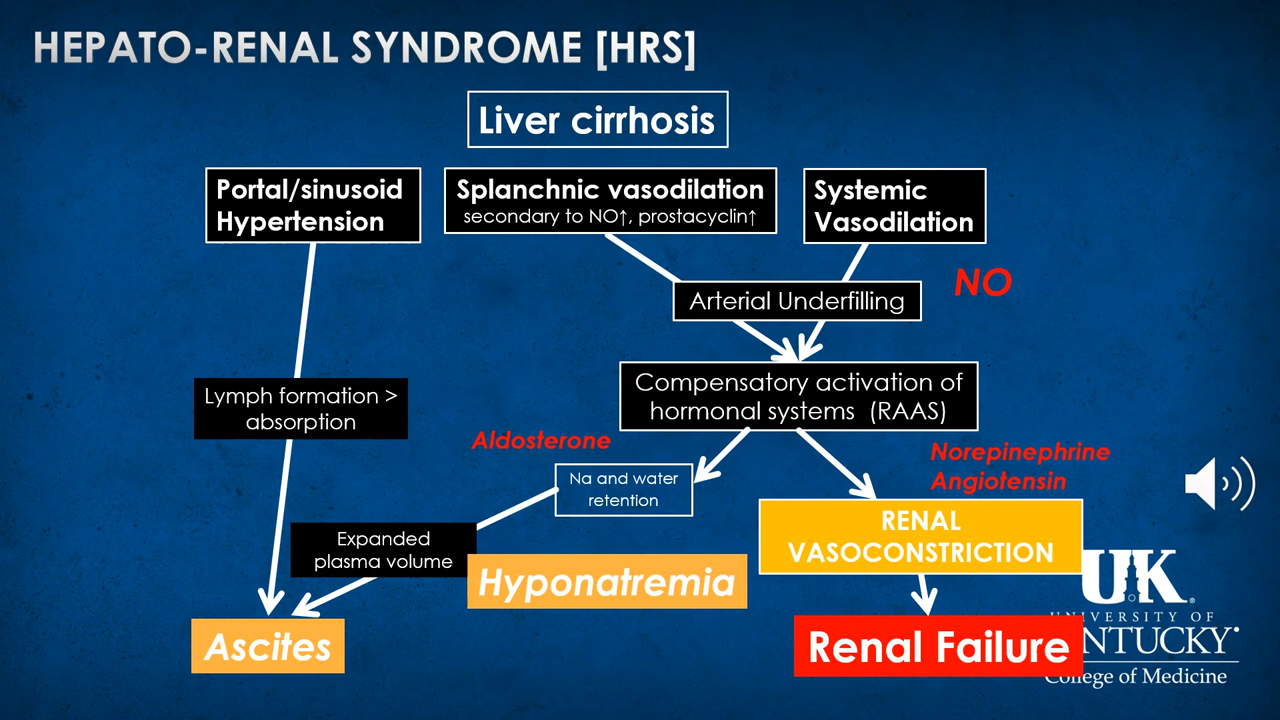 HEPATO-RENAL SYNDROME [HRS]
Liver cirrhosis
Portal/sinusoid
Hypertension
Splanchnic vasodilation
secondary to NO↑, prostacyclin↑
Systemic
Vasodilation
NO
Arterial Underfilling
Compensatory activation of
hormonal systems (RAAS)
Lymph formation >
absorption
Aldosterone
Norepinephrine
Angiotensin
Na and water
retention
RENAL
VASOCONSTRICTION
Expanded
plasma volume
Hyponatremia
Ascites
Renal Failure
UK
UNIVERSITY OF
KENTUCKY
College of Medicine